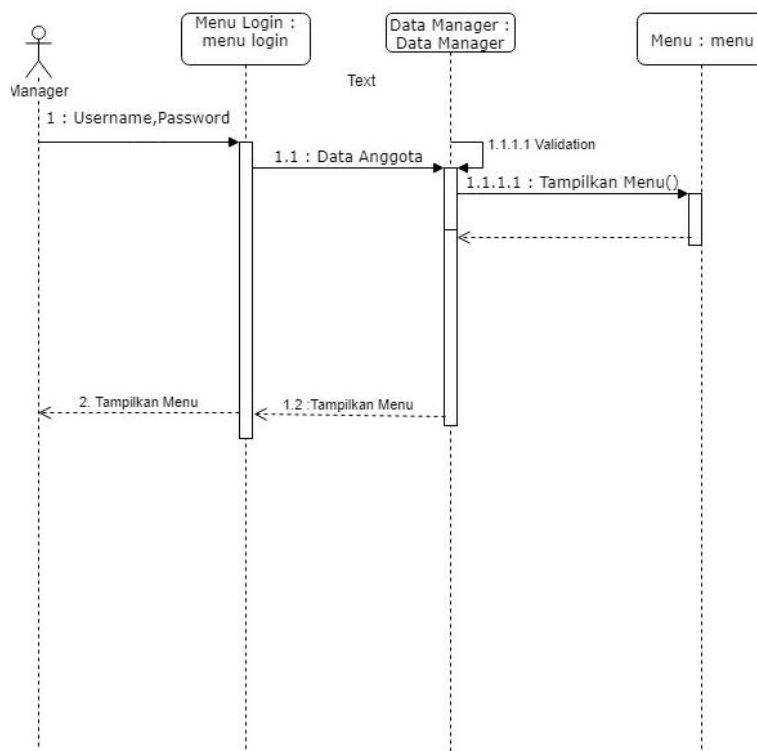 Menu Login :
menu login
Data Manager :
Data Manager
Menu : menu
Manager
Text
1 : Username,Password
1.1 : Data Anggota
1.1.1.1 Validation
1.1.1.1 : Tampilkan Menu()
2. Tampilkan Menu
1.2 :Tampilkan Menu